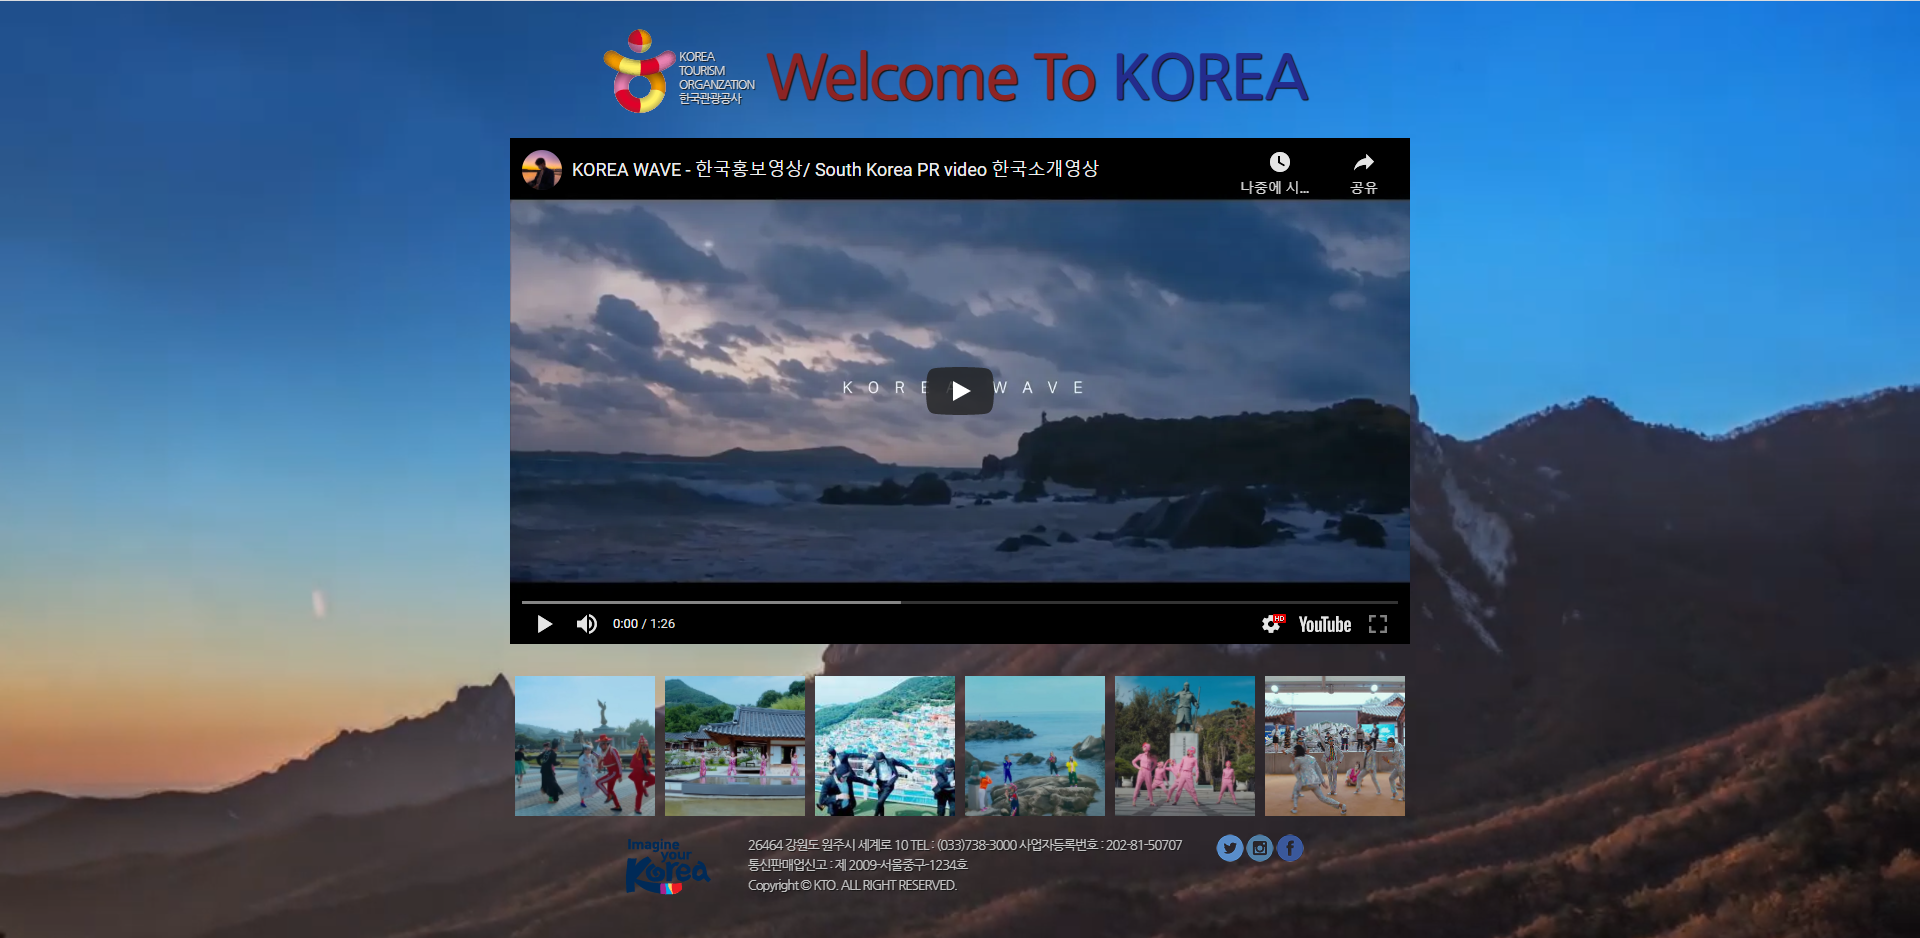 KOREA
TOURISM
ORGANZATION
한국관광공사
Welcome To KOREA
KOREA WAVE - 한국홍보영상/ South Korea PR video 한국소개영상
나중에 시...
공유
KOREA WAVE
0:00 / 1:26
HD
YouTube
Imagine
your
Korea
26464 강원도 원주시 세계로 10 TEL : (033)738-3000 사업자등록번호 : 202-81-50707
통신판매업신고 : 제 2009-서울중구-1234호
Copyright © KTO. ALL RIGHT RESERVED.